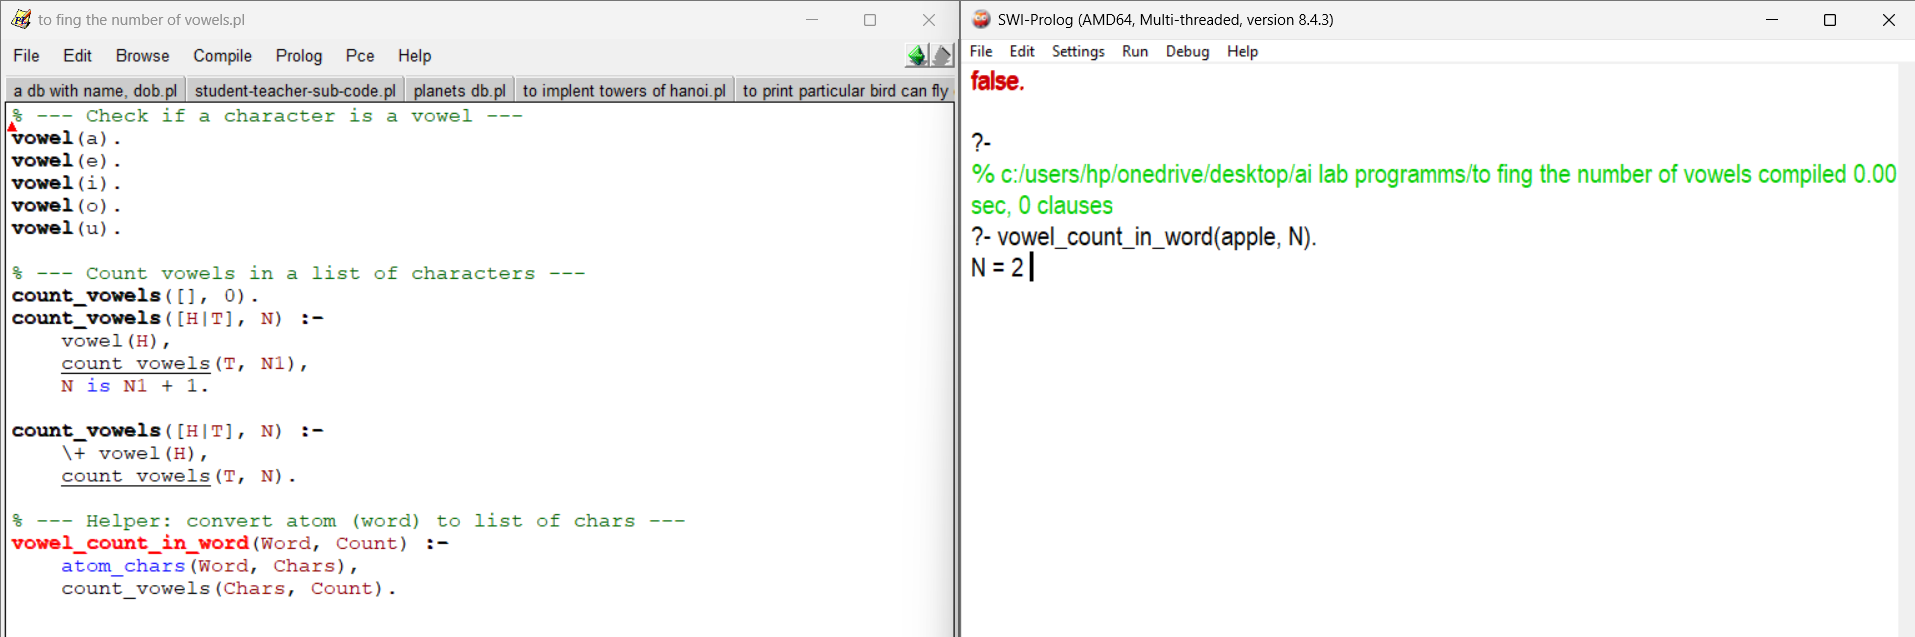 to fing the number of vowels.pl
File Edit Browse Compile Prolog Pce Help
a db with name, dob.pl student-teacher-sub-code.pl planets db.pl to implent towers of hanoi.pl to print particular bird can fly
% --- Check if a character is a vowel ---
vowel(a).
vowel(e).
vowel(i).
vowel(o).
vowel(u).
% --- Count vowels in a list of characters ---
count_vowels([], 0).
count_vowels([H|T], N) :-
    vowel(H),
    count_vowels(T, N1),
    N is N1 + 1.
count_vowels([H|T], N) :-
    \+ vowel(H),
    count_vowels(T, N).
% --- Helper: convert atom (word) to list of chars ---
vowel_count_in_word(Word, Count) :-
    atom_chars(Word, Chars),
    count_vowels(Chars, Count).
SWI-Prolog (AMD64, Multi-threaded, version 8.4.3)
File Edit Settings Run Debug Help
false.
?-
% c:/users/hp/onedrive/desktop/ai lab programms/to fing the number of vowels compiled 0.00
sec, 0 clauses
?- vowel_count_in_word(apple, N).
N = 2